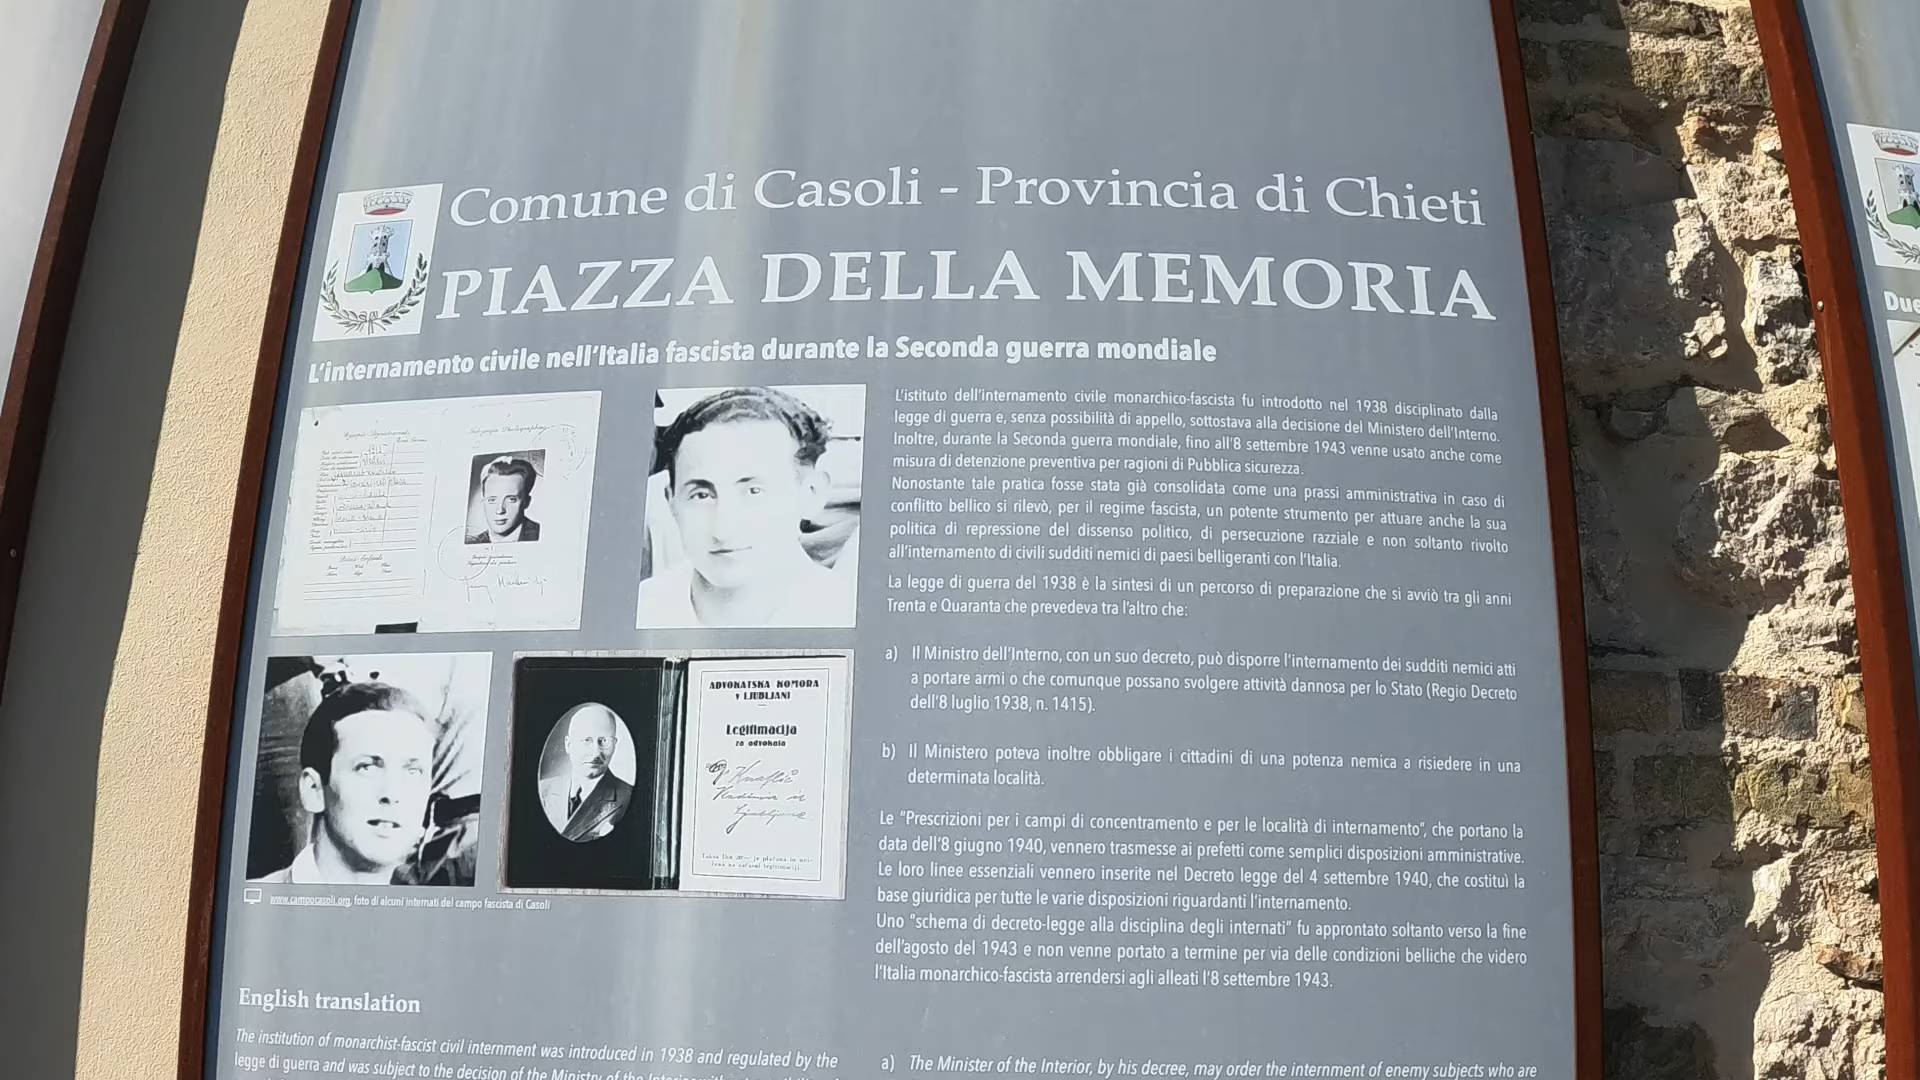 Comune di Casoli - Provincia di Chieti
PIAZZA DELLA MEMORIA
L'internamento civile nell'Italia fascista durante la Seconda guerra mondiale
ADVOKATSKA KOMORA
V LJUBLJANI
Legitimacija
za advokata
www.campocasoli.org, foto di alcuni internati del campo fascista di Casoli
L'istituto dell'internamento civile monarchico-fascista fu introdotto nel 1938 disciplinato dalla
legge di guerra e, senza possibilità di appello, sottostava alla decisione del Ministero dell'Interno.
Inoltre, durante la Seconda guerra mondiale, fino all'8 settembre 1943 venne usato anche come
misura di detenzione preventiva per ragioni di Pubblica sicurezza.
Nonostante tale pratica fosse stata già consolidata come una prassi amministrativa in caso di
conflitto bellico si rilevò, per il regime fascista, un potente strumento per attuare anche la sua
politica di repressione del dissenso politico, di persecuzione razziale e non soltanto rivolto
all'internamento di civili sudditi nemici di paesi belligeranti con l'Italia.
La legge di guerra del 1938 è la sintesi di un percorso di preparazione che si avviò tra gli anni
Trenta e Quaranta che prevedeva tra l'altro che:
a) Il Ministro dell'Interno, con un suo decreto, può disporre l'internamento dei sudditi nemici atti
a portare armi o che comunque possano svolgere attività dannosa per lo Stato (Regio Decreto
dell'8 luglio 1938, n. 1415).
b) Il Ministero poteva inoltre obbligare i cittadini di una potenza nemica a risiedere in una
determinata località.
Le "Prescrizioni per i campi di concentramento e per le località di internamento", che portano la
data dell'8 giugno 1940, vennero trasmesse ai prefetti come semplici disposizioni amministrative.
Le loro linee essenziali vennero inserite nel Decreto legge del 4 settembre 1940, che costituì la
base giuridica per tutte le varie disposizioni riguardanti l'internamento.
Uno "schema di decreto-legge alla disciplina degli internati" fu approntato soltanto verso la fine
dell'agosto del 1943 e non venne portato a termine per via delle condizioni belliche che videro
l'Italia monarchico-fascista arrendersi agli alleati l'8 settembre 1943.
English translation
The institution of monarchist-fascist civil internment was introduced in 1938 and regulated by the
legge di guerra and was subject to the decision of the Ministry of the Interior
a) The Minister of the Interior, by his decree, may order the internment of enemy subjects who are
Due